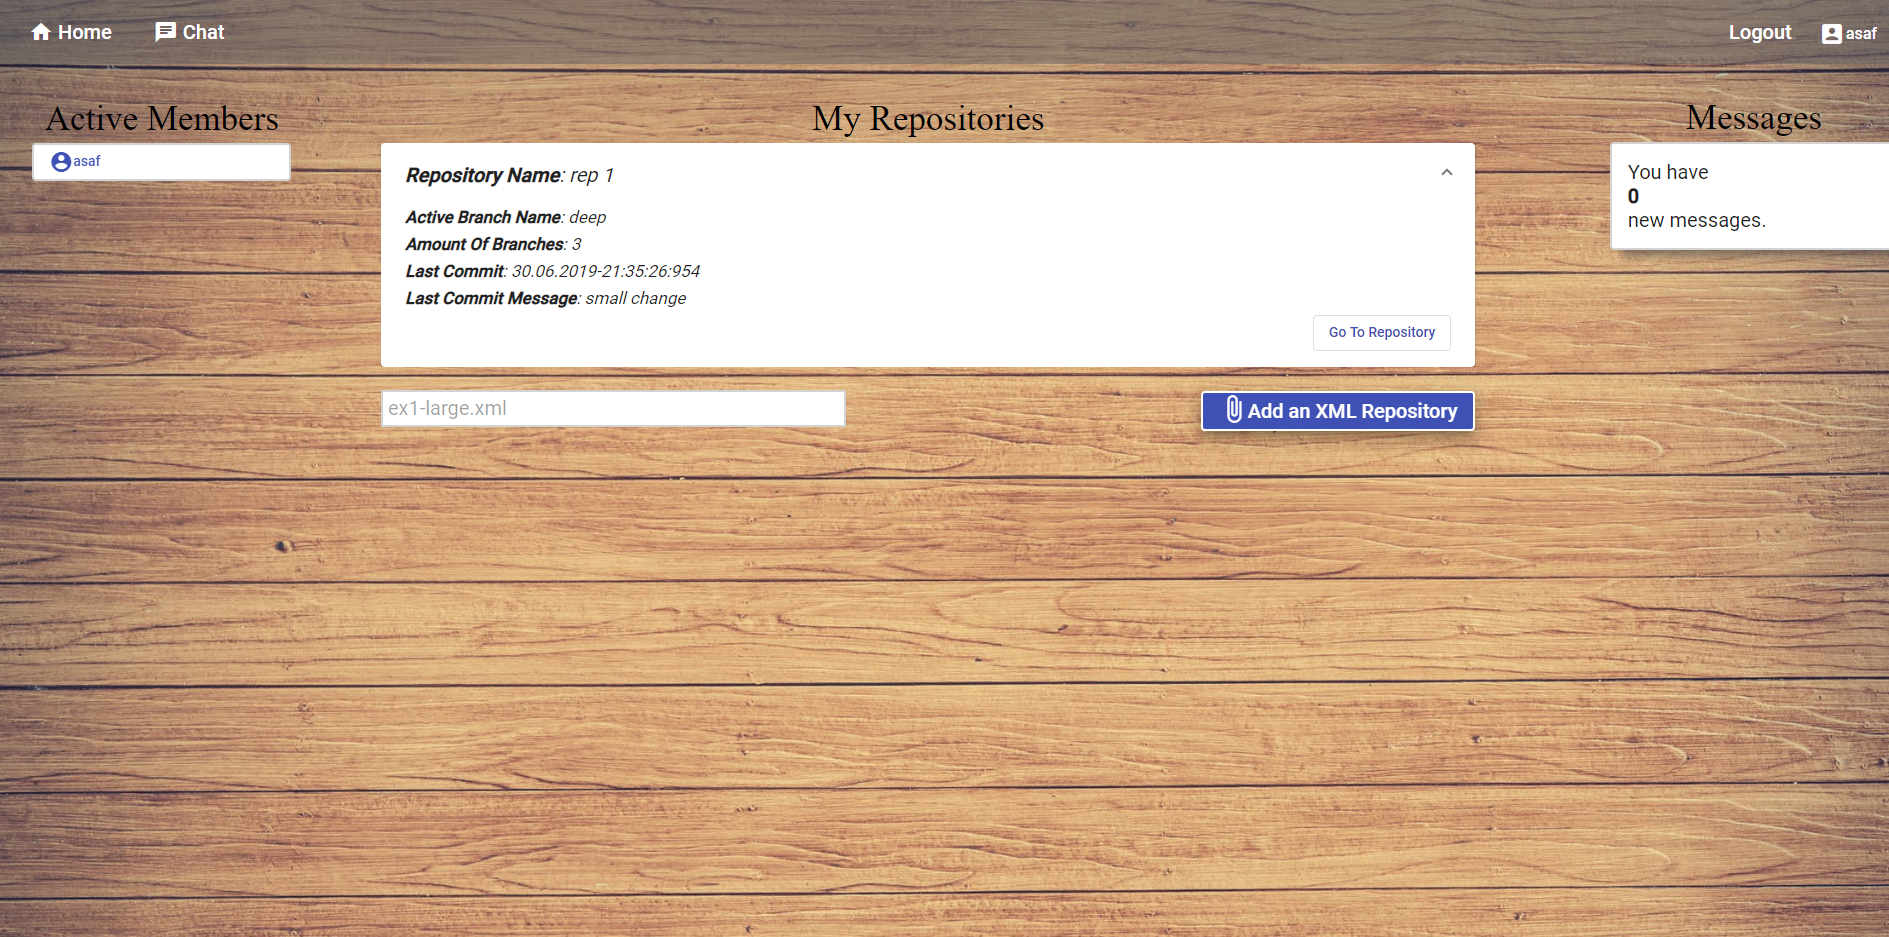 Home
Chat
Logout
asaf
Active Members
asaf
My Repositories
Repository Name: rep 1
Active Branch Name: deep
Amount Of Branches: 3
Last Commit: 30.06.2019-21:35:26:954
Last Commit Message: small change
Go To Repository
ex1-large.xml
Add an XML Repository
Messages
You have
0
new messages.